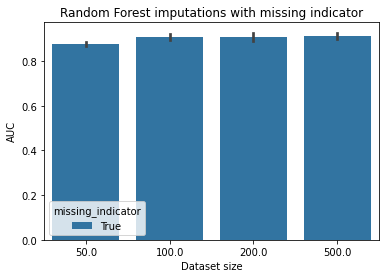 Random Forest imputations with missing indicator
AUC
0.8
0.6
0.4
0.2
0.0
missing_indicator
True
50.0 100.0 200.0 500.0
Dataset size